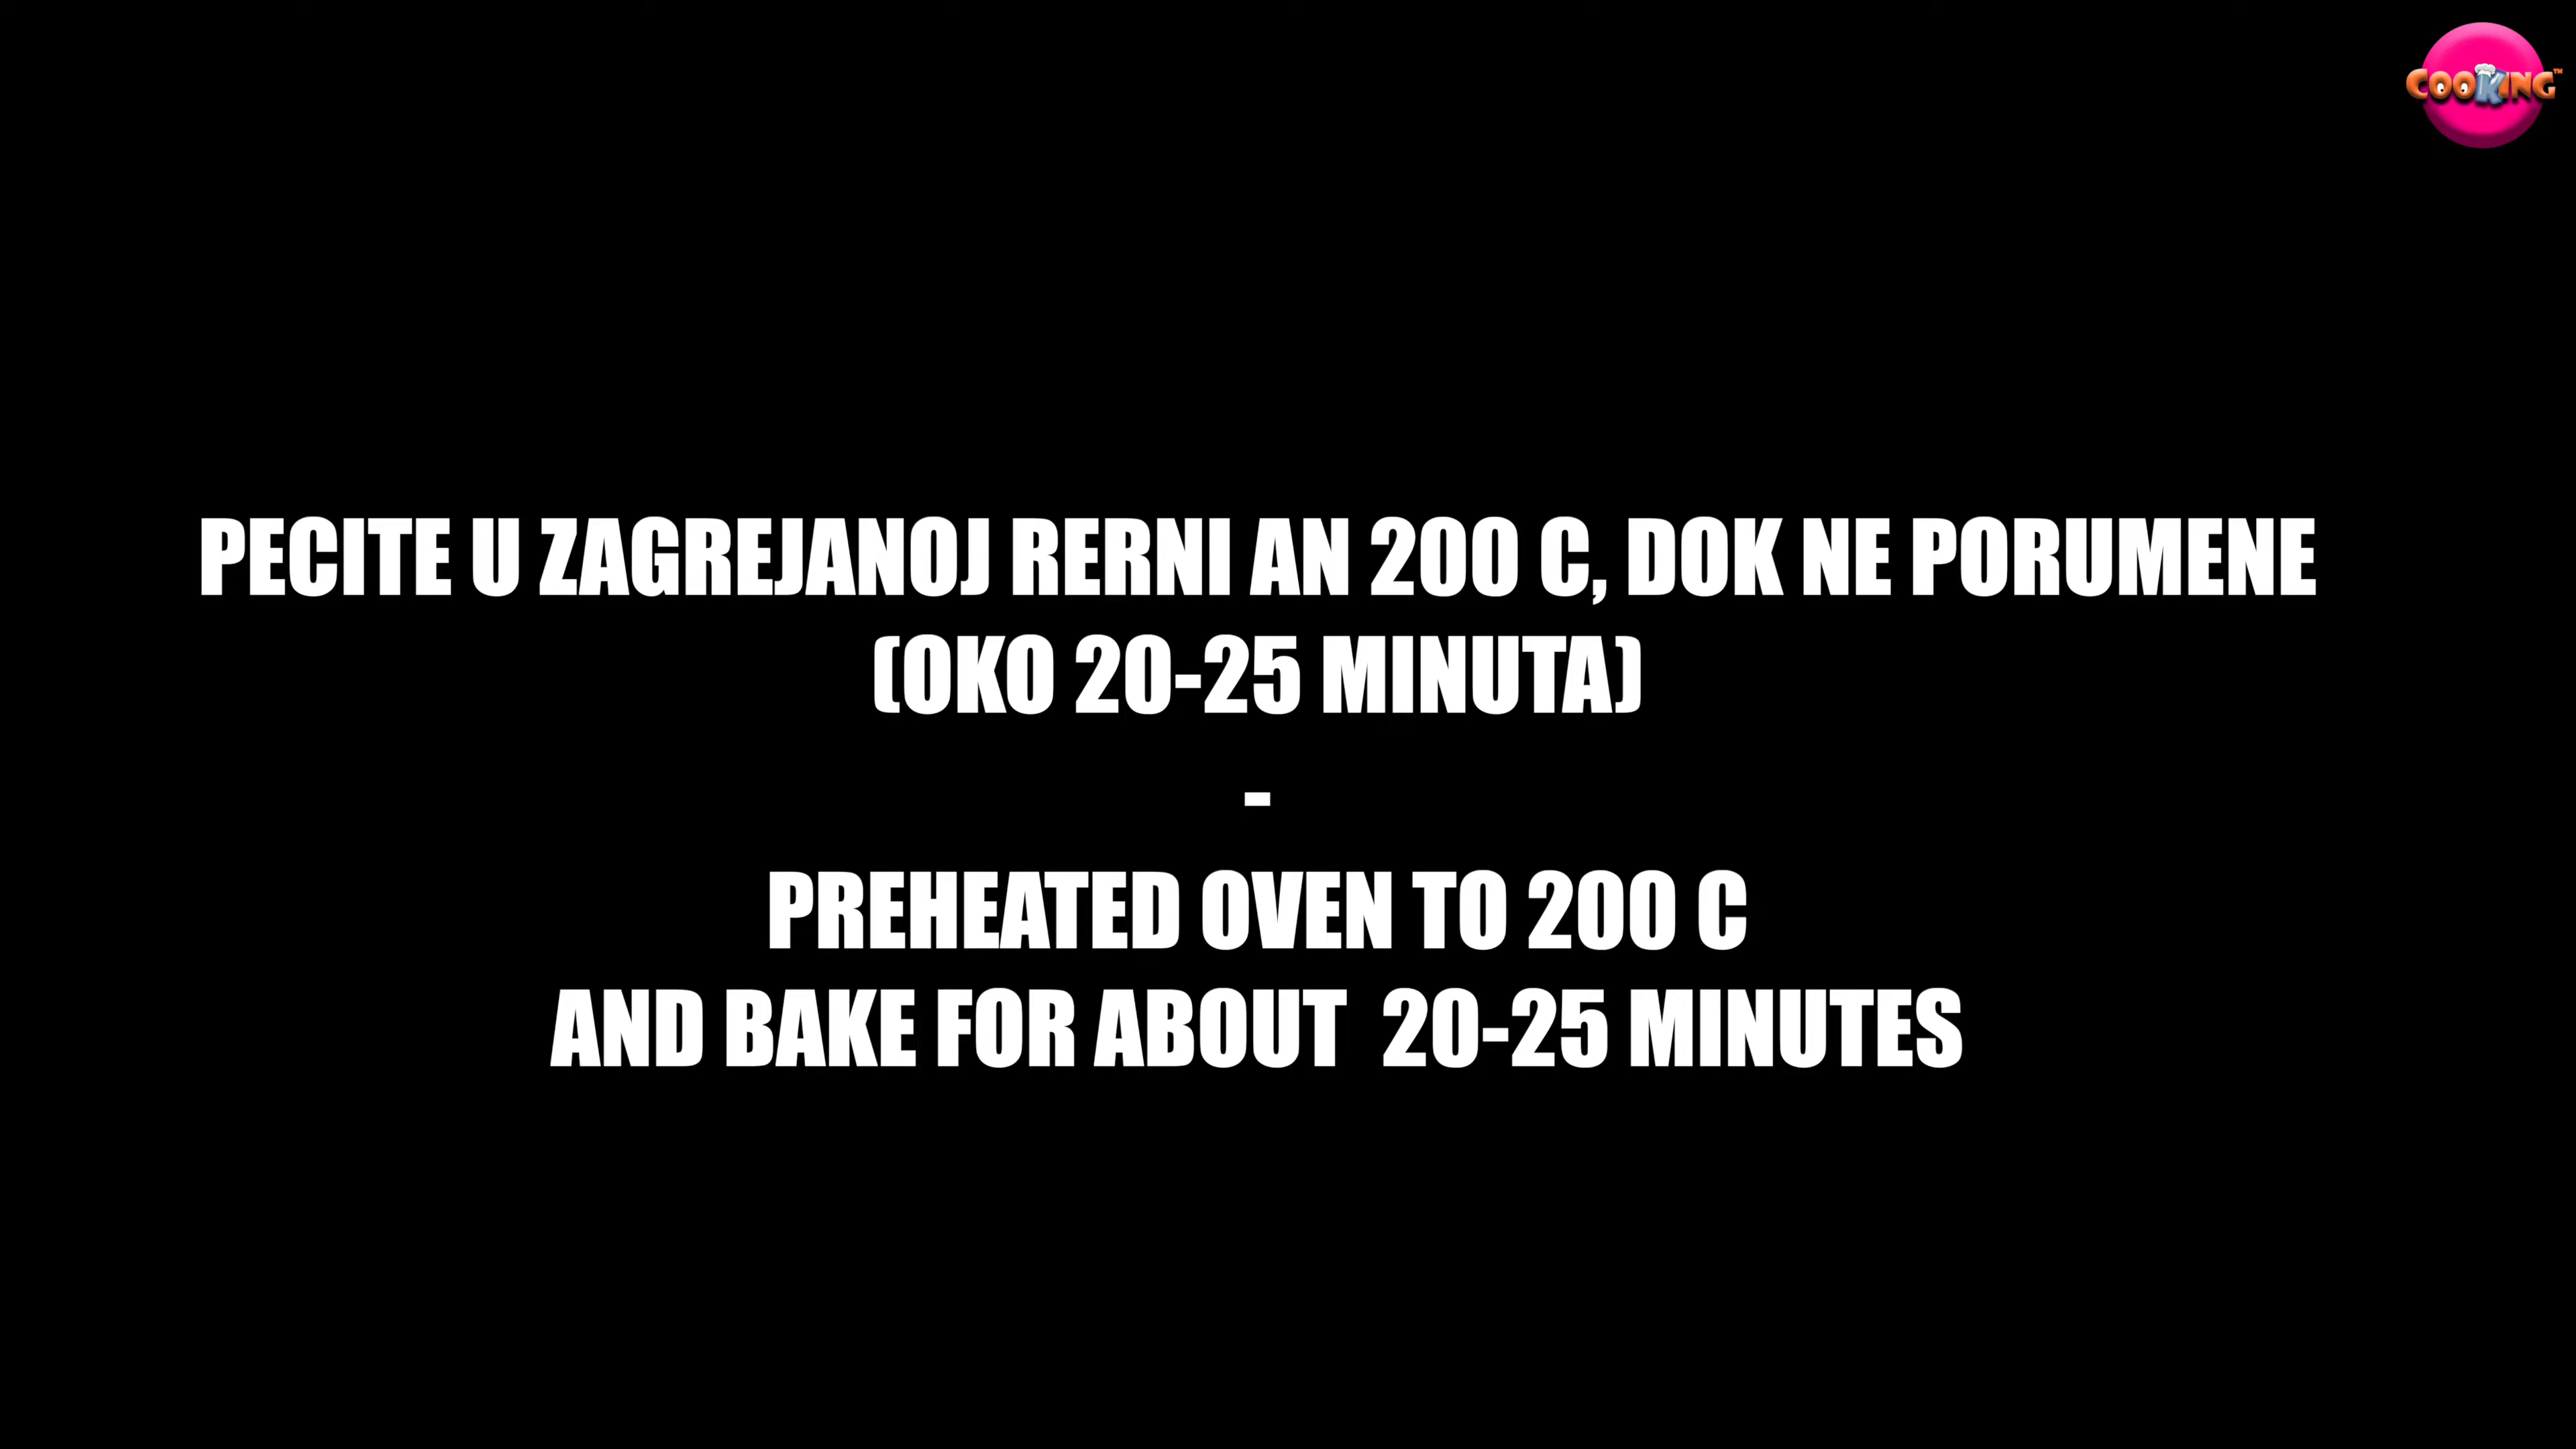 COOKING™
PECITE U ZAGREJANOJ RERNI AN 200 C, DOK NE PORUMENE
(OKO 20-25 MINUTA)
-
PREHEATED OVEN TO 200 C
AND BAKE FOR ABOUT  20-25 MINUTES